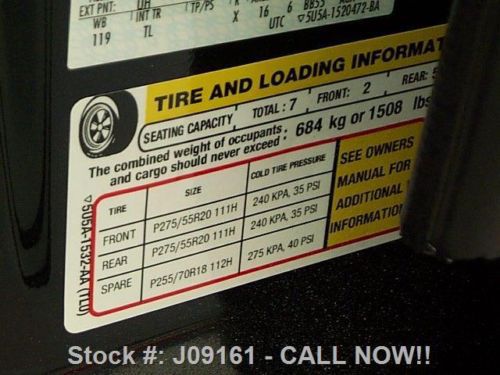 EXT PNT: UH
WB INT TR TP/PS R
119 TL X 16 6 B855
UTC ▽5U5A-1520472-BA
TIRE AND LOADING INFORMAT
SEATING CAPACITY TOTAL : 7 FRONT: 2 REAR: 5
The combined weight of occupants : 684 kg or 1508 lbs
and cargo should never exceed :
TIRE SIZE COLD TIRE PRESSURE
FRONT P275/55R20 111H 240 KPA, 35 PSI
REAR P275/55R20 111H 240 KPA, 35 PSI
SPARE P255/70R18 112H 275 KPA, 40 PSI
SEE OWNERS
MANUAL FOR
ADDITIONAL
INFORMATION
▽5U5A-1532-AA (TLU)
Stock #: J09161 - CALL NOW!!